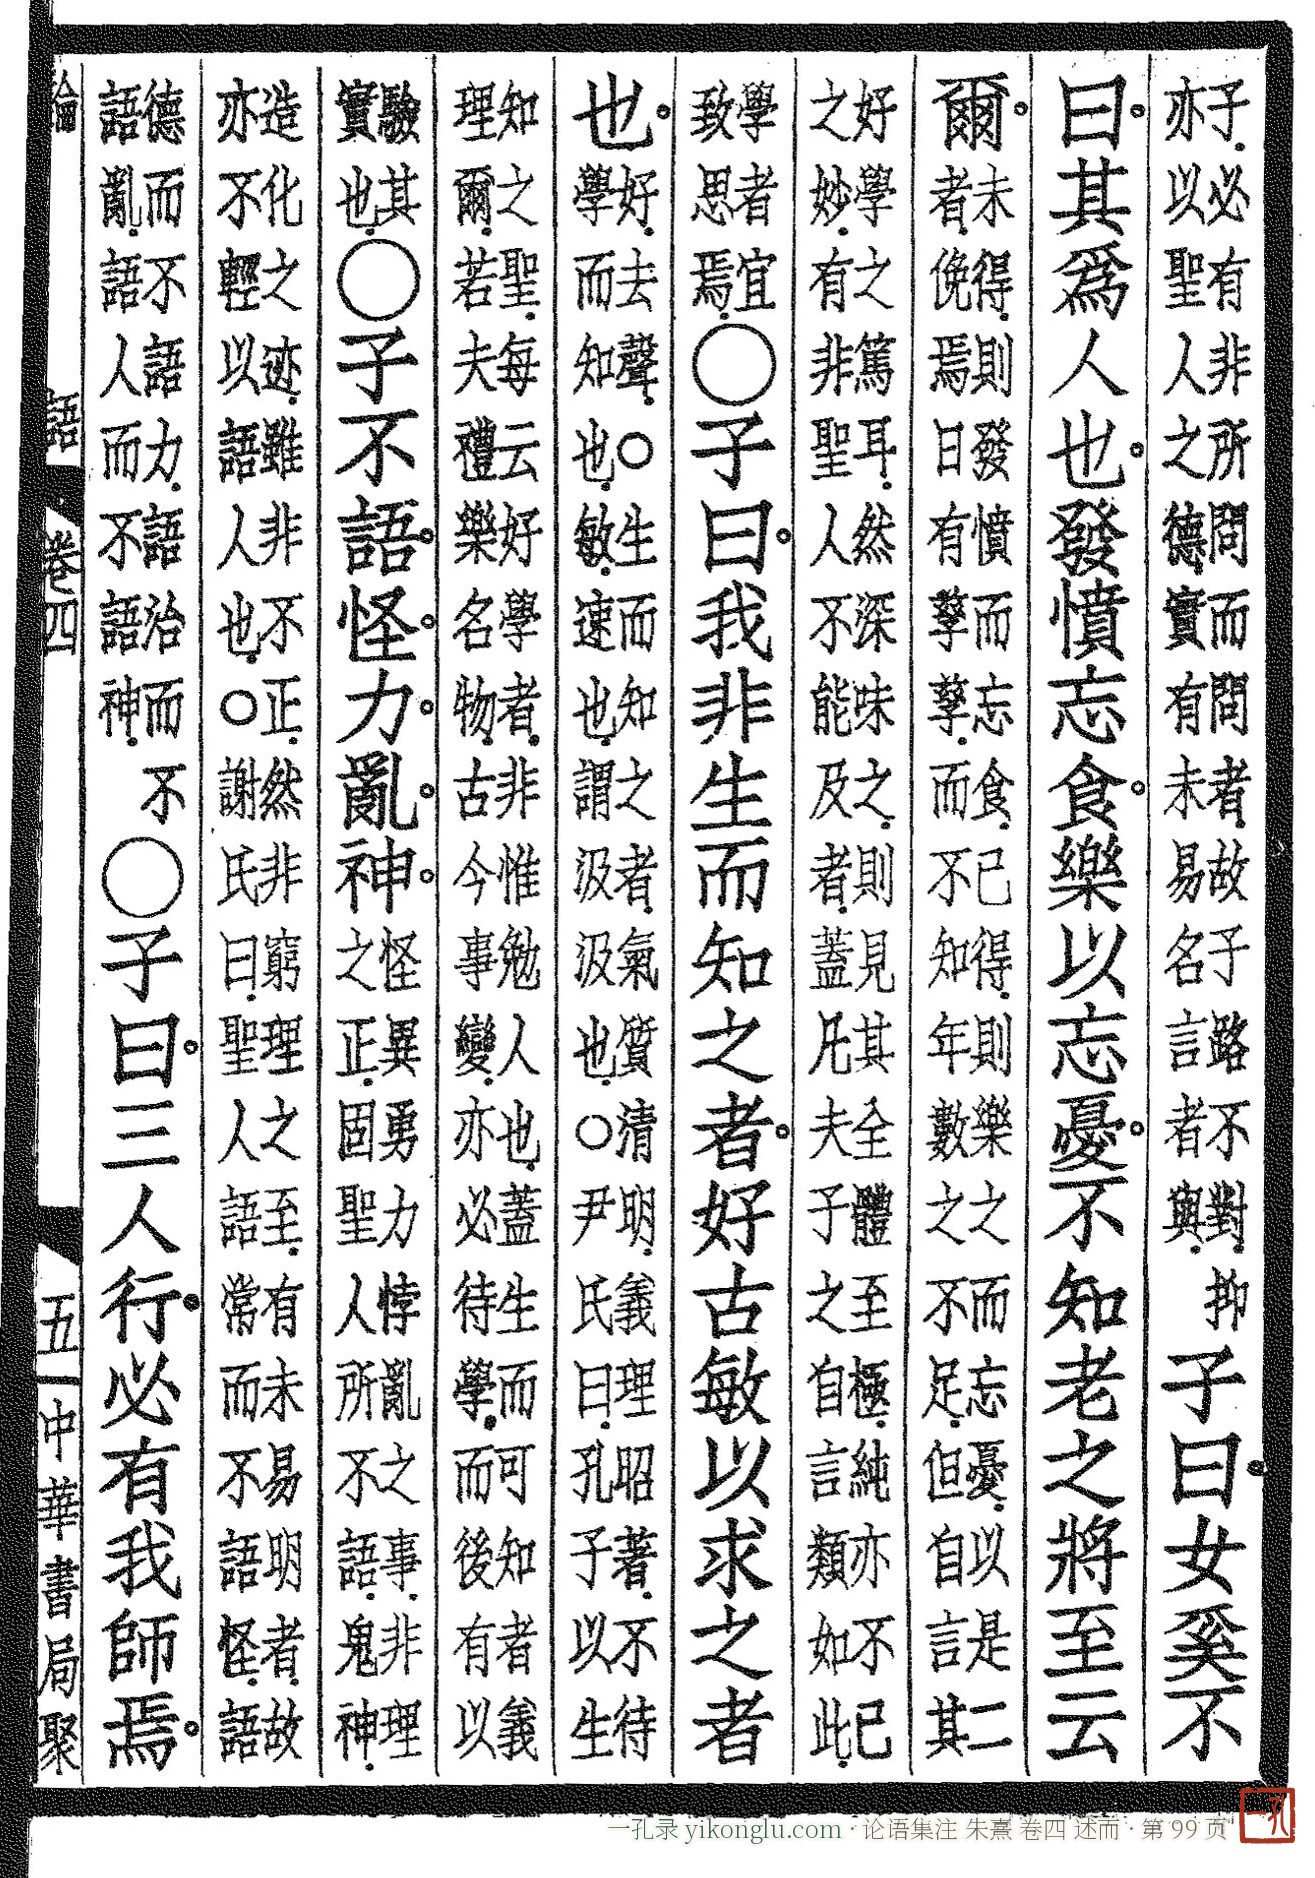 子必有非所問而問者故子路不對抑亦以聖人之德實有未易名言者與子曰女奚不
曰其爲人也發憤忘食樂以忘憂不知老之將至云
爾未得則發憤而忘食已得則樂之而忘憂以是二者俛焉日有孳孳而不知年數之不足但自言其
好學之篤耳然深味之則見其全體至極純亦不已之妙有非聖人不能及者蓋凡夫子之自言類如此
學者宜致思焉○子曰我非生而知之者好古敏以求之者
也好去聲○生而知之者氣質清明義理昭著不待學而知也敏速也謂汲汲也○尹氏曰孔子以生
知之聖每云好學者非惟勉人也蓋生而可知者義理爾若夫禮樂名物古今事變亦必待學而後有以
驗其實也○子不語怪力亂神怪異勇力悖亂之事非理之正固聖人所不語鬼神
造化之迹雖非不正然非窮理之至有未易明者故亦不輕以語人也○謝氏曰聖人語常而不語怪語
德而不語力語治而不語亂語人而不語神○子曰三人行必有我師焉
論語 卷四 五 中華書局聚
一孔录 yikonglu.com · 论语集注 朱熹 卷四 述而 · 第 99 页
一孔